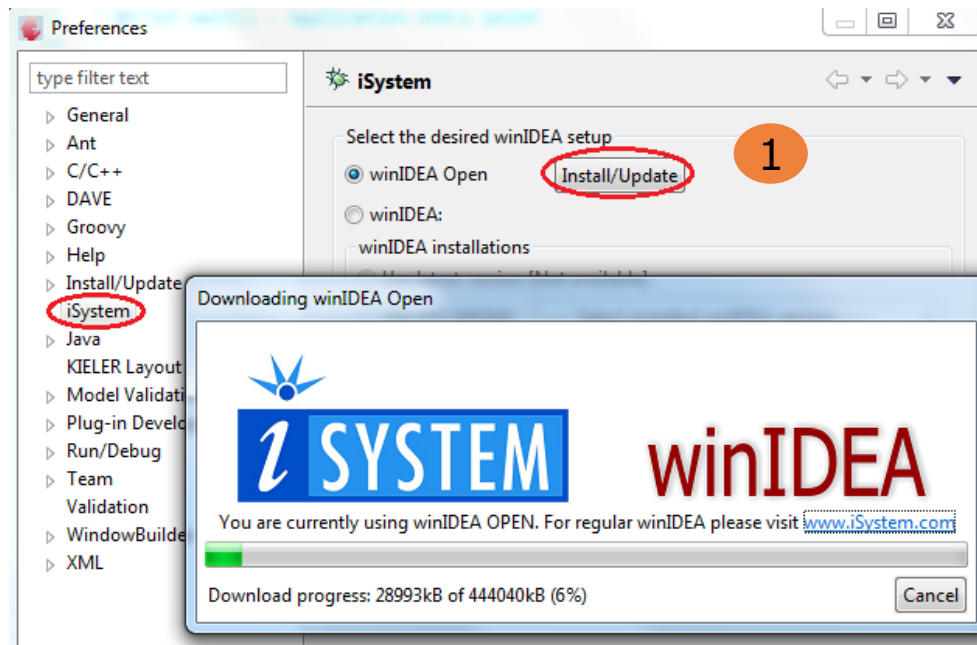 Preferences
type filter text
General
Ant
C/C++
DAVE
Groovy
Help
Install/Update
iSystem
Java
KIELER Layout
Model Validati
Plug-in Develo
Run/Debug
Team
Validation
WindowBuilde
XML
iSystem
Select the desired winIDEA setup
winIDEA Open
Install/Update
1
winIDEA:
winIDEA installations
Downloading winIDEA Open
i SYSTEM
winIDEA
You are currently using winIDEA OPEN. For regular winIDEA please visit www.iSystem.com
Download progress: 28993kB of 444040kB (6%)
Cancel